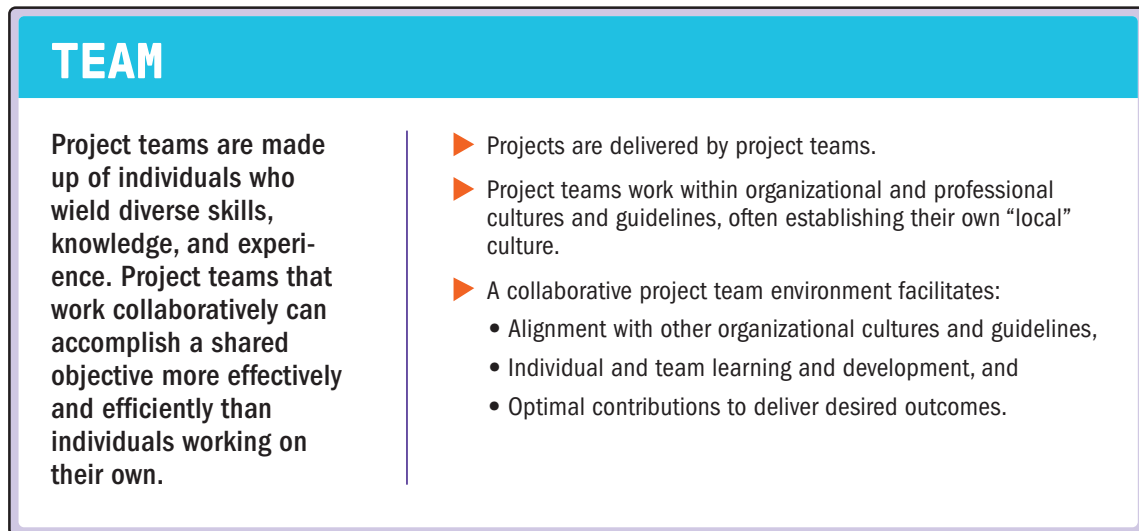 TEAM
Project teams are made
up of individuals who
wield diverse skills,
knowledge, and experi-
ence. Project teams that
work collaboratively can
accomplish a shared
objective more effectively
and efficiently than
individuals working on
their own.
Projects are delivered by project teams.
Project teams work within organizational and professional
cultures and guidelines, often establishing their own “local”
culture.
A collaborative project team environment facilitates:
• Alignment with other organizational cultures and guidelines,
• Individual and team learning and development, and
• Optimal contributions to deliver desired outcomes.